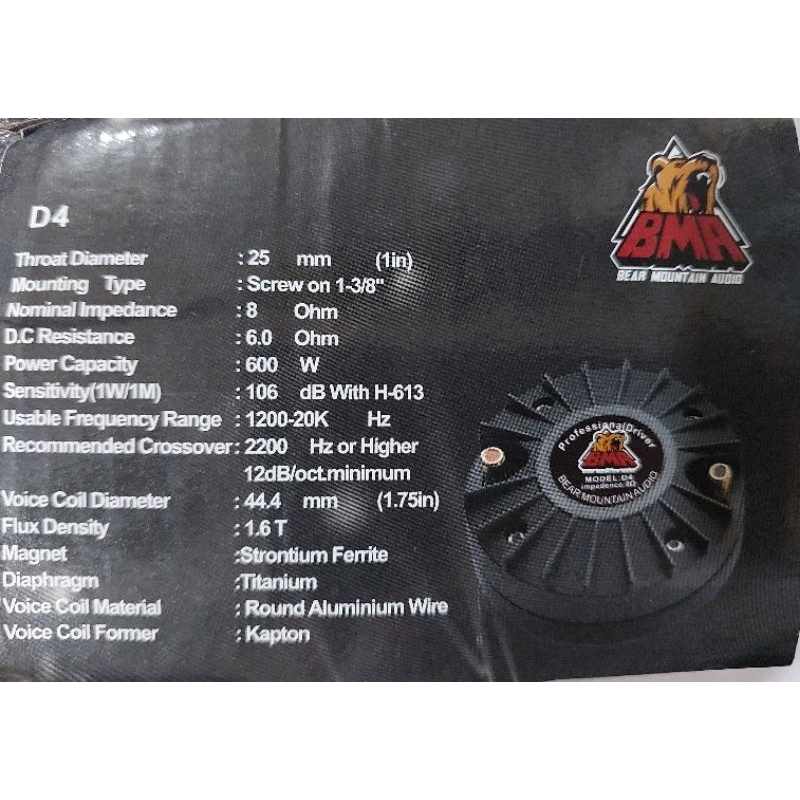 BMA
BEAR MOUNTAIN AUDIO
D4
Throat Diameter : 25 mm (1in)
Mounting Type : Screw on 1-3/8"
Nominal Impedance : 8 Ohm
D.C Resistance : 6.0 Ohm
Power Capacity : 600 W
Sensitivity(1W/1M) : 106 dB With H-613
Usable Frequency Range : 1200-20K Hz
Recommended Crossover : 2200 Hz or Higher
12dB/oct.minimum
Voice Coil Diameter : 44.4 mm (1.75in)
Flux Density : 1.6 T
Magnet :Strontium Ferrite
Diaphragm :Titanium
Voice Coil Material : Round Aluminium Wire
Voice Coil Former : Kapton
ProfessionalDriver
BMA
MODEL:D4
impedence.8Ω
BEAR MOUNTAIN AUDIO